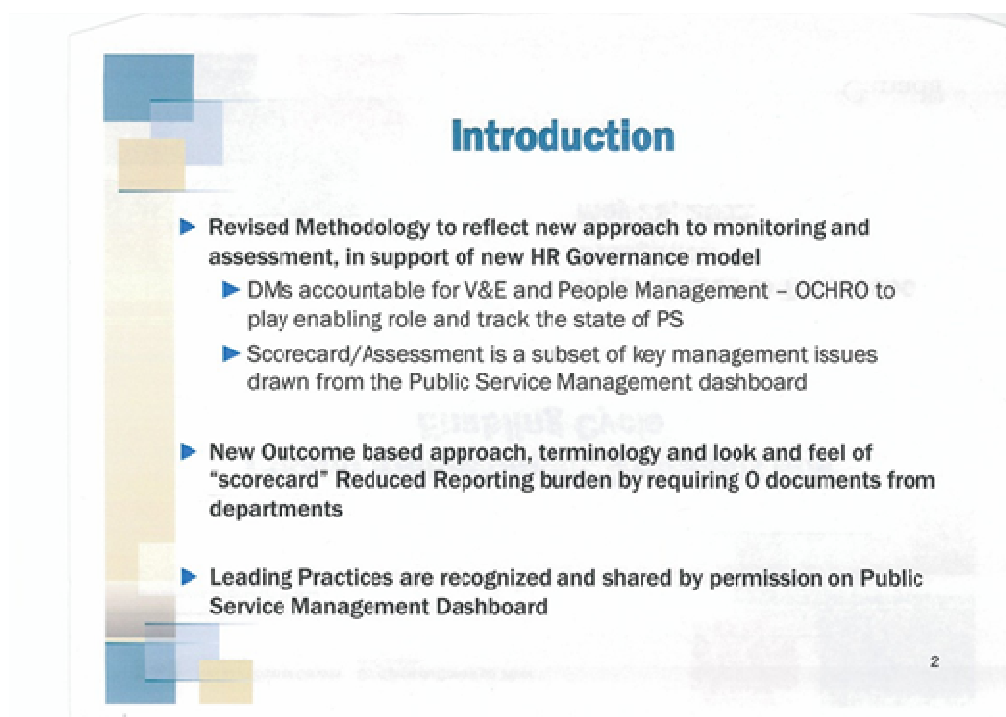 Introduction
Revised Methodology to reflect new approach to monitoring and
assessment, in support of new HR Governance model
DMs accountable for V&E and People Management – OCHRO to
play enabling role and track the state of PS
Scorecard/Assessment is a subset of key management issues
drawn from the Public Service Management dashboard
New Outcome based approach, terminology and look and feel of
“scorecard” Reduced Reporting burden by requiring 0 documents from
departments
Leading Practices are recognized and shared by permission on Public
Service Management Dashboard
2